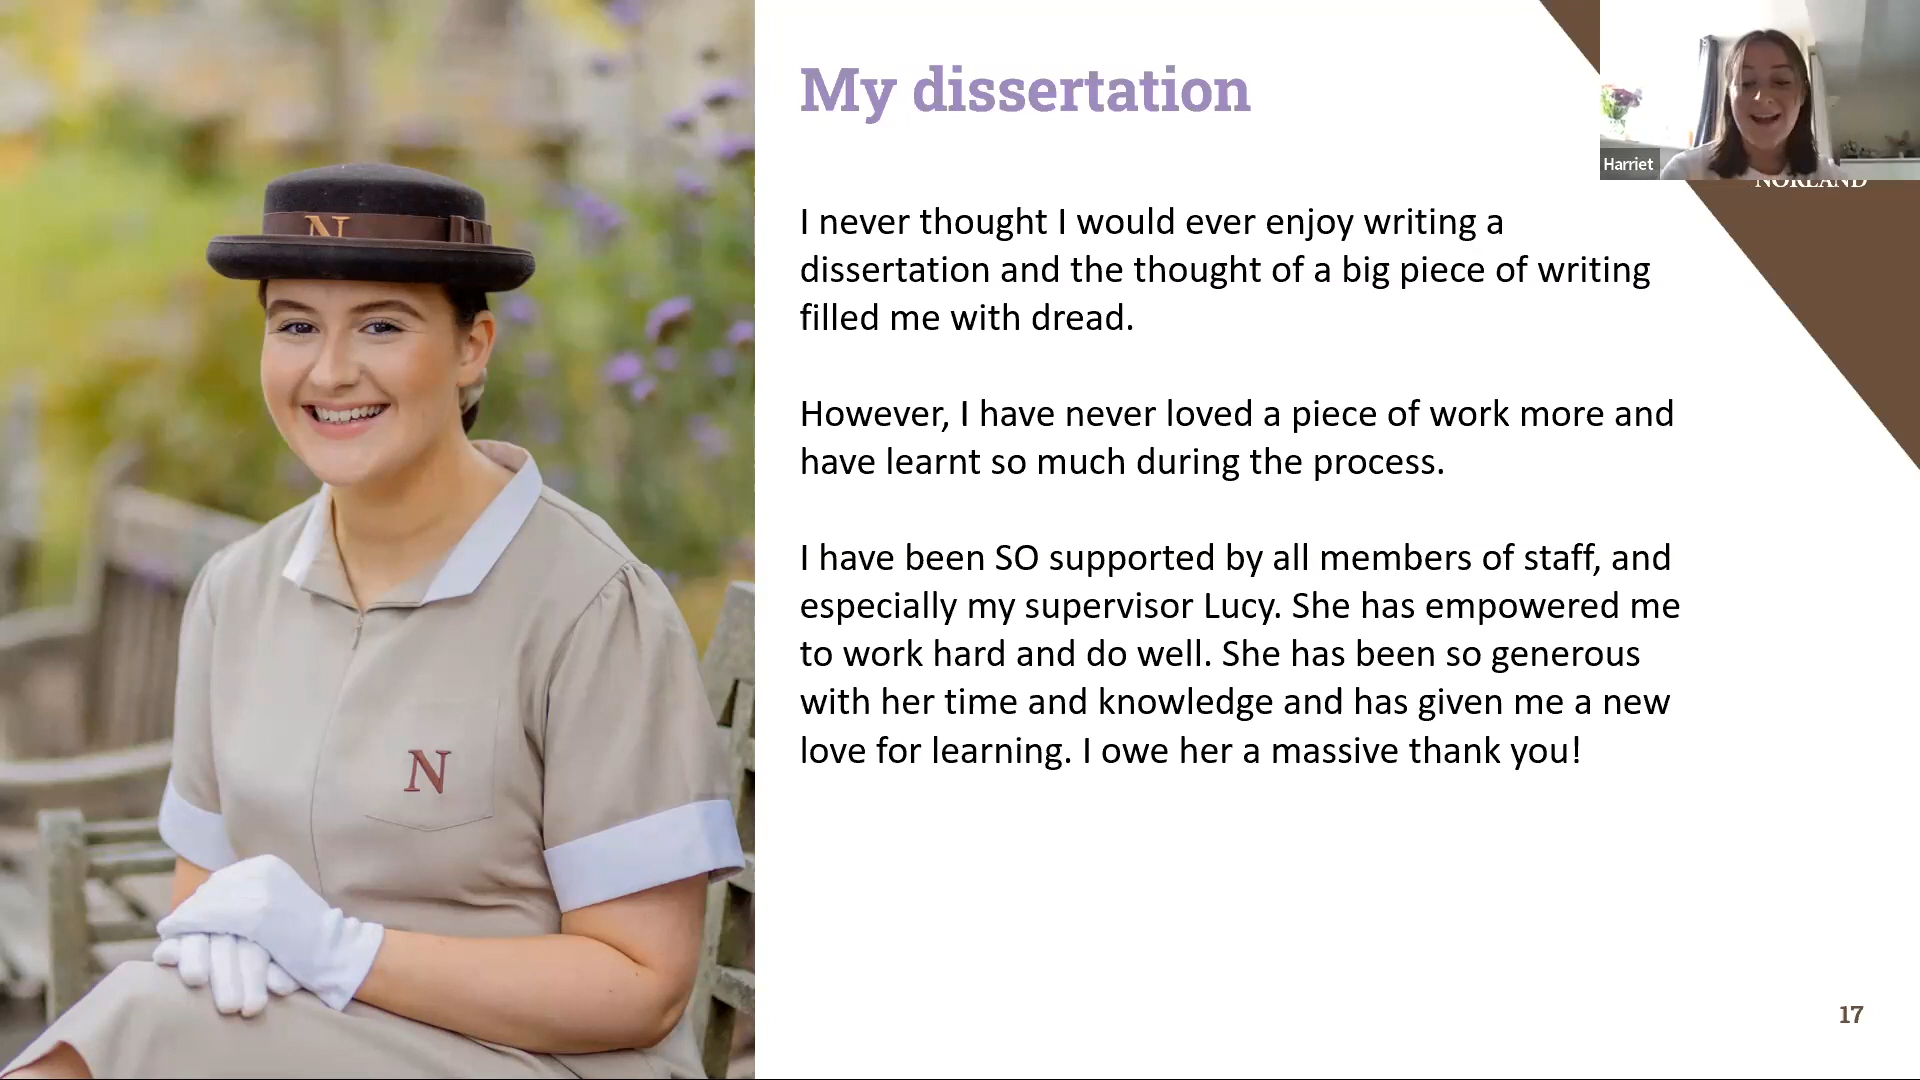 My dissertation
Harriet
NORLAND
N
I never thought I would ever enjoy writing a
dissertation and the thought of a big piece of writing
filled me with dread.
However, I have never loved a piece of work more and
have learnt so much during the process.
I have been SO supported by all members of staff, and
especially my supervisor Lucy. She has empowered me
to work hard and do well. She has been so generous
with her time and knowledge and has given me a new
love for learning. I owe her a massive thank you!
N
17